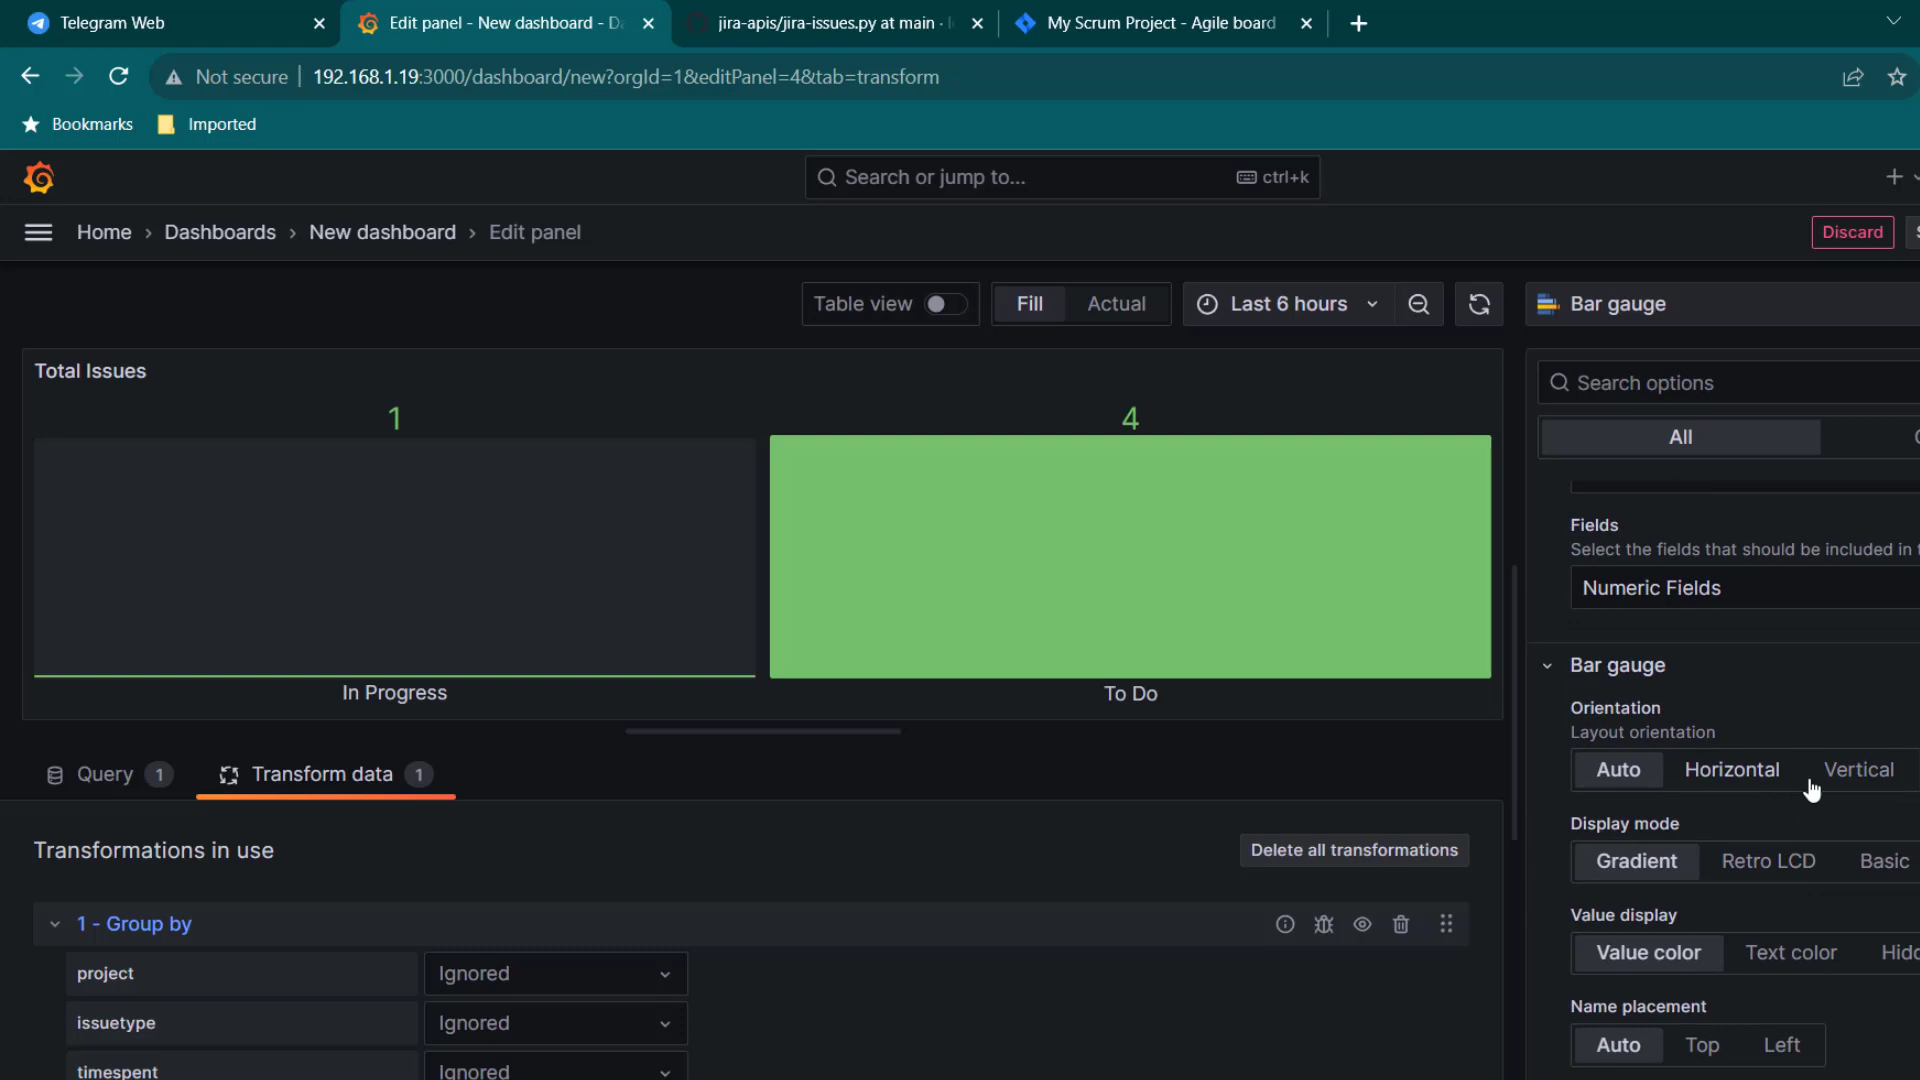 Telegram Web
Edit panel - New dashboard - D
jira-apis/jira-issues.py at main ·
My Scrum Project - Agile board
Not secure
192.168.1.19:3000/dashboard/new?orgId=1&editPanel=4&tab=transform
Bookmarks
Imported
Search or jump to...
ctrl+k
Home
Dashboards
New dashboard
Edit panel
Discard
Table view
Fill
Actual
Last 6 hours
Bar gauge
Total Issues
Search options
1
4
All
Fields
Select the fields that should be included in
Numeric Fields
Bar gauge
In Progress
To Do
Orientation
Layout orientation
Query 1
Transform data 1
Auto
Horizontal
Vertical
Display mode
Transformations in use
Delete all transformations
Gradient
Retro LCD
Basic
1 - Group by
Value display
Value color
Text color
Hidd
project
Ignored
Name placement
issuetype
Ignored
Auto
Top
Left
timespent
Ignored